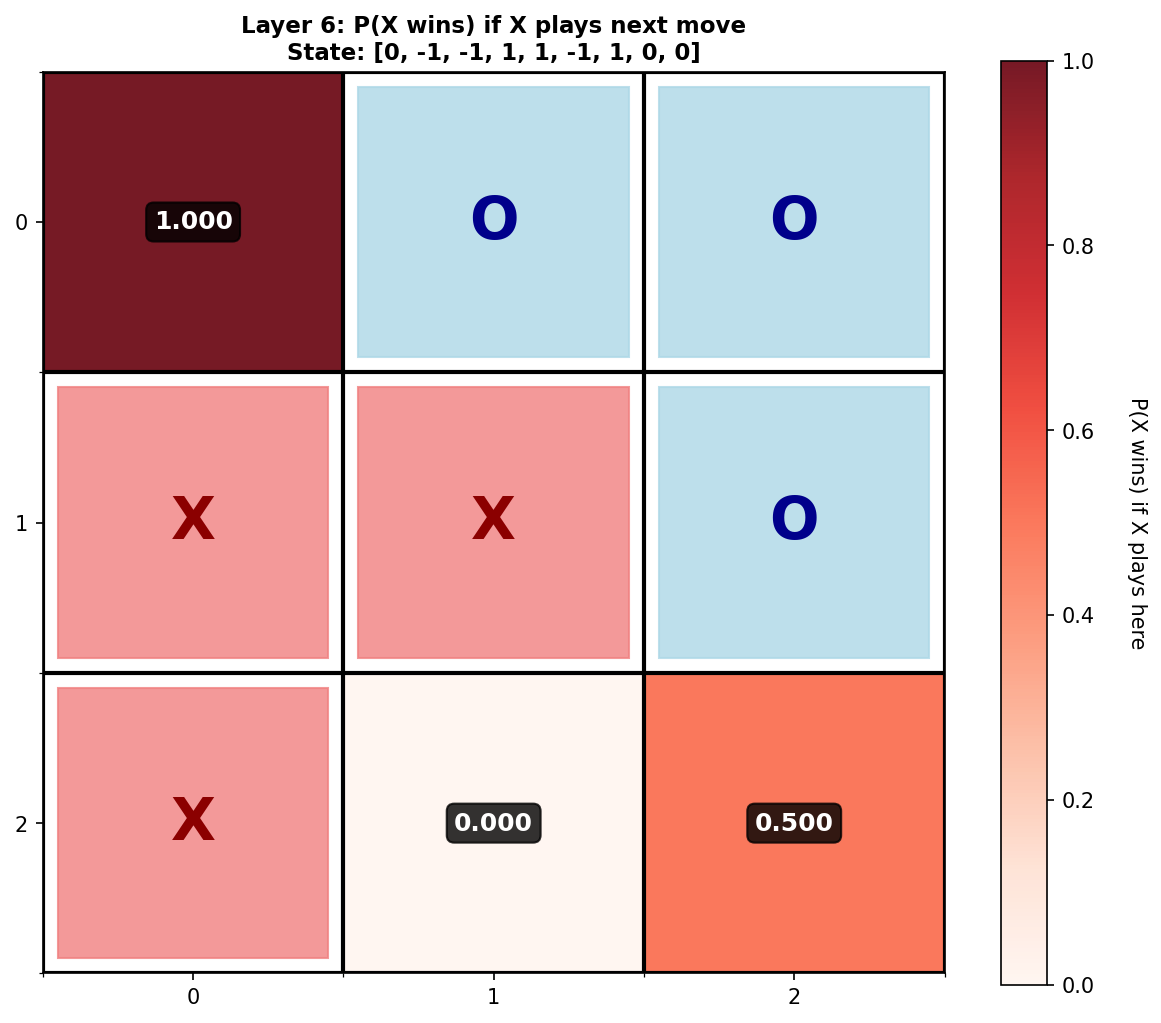 Layer 6: P(X wins) if X plays next move
State: [0, -1, -1, 1, 1, -1, 1, 0, 0]
0
1.000
O
O
1
X
X
O
2
X
0.000
0.500
0
1
2
1.0
0.8
0.6
0.4
0.2
0.0
P(X wins) if X plays here